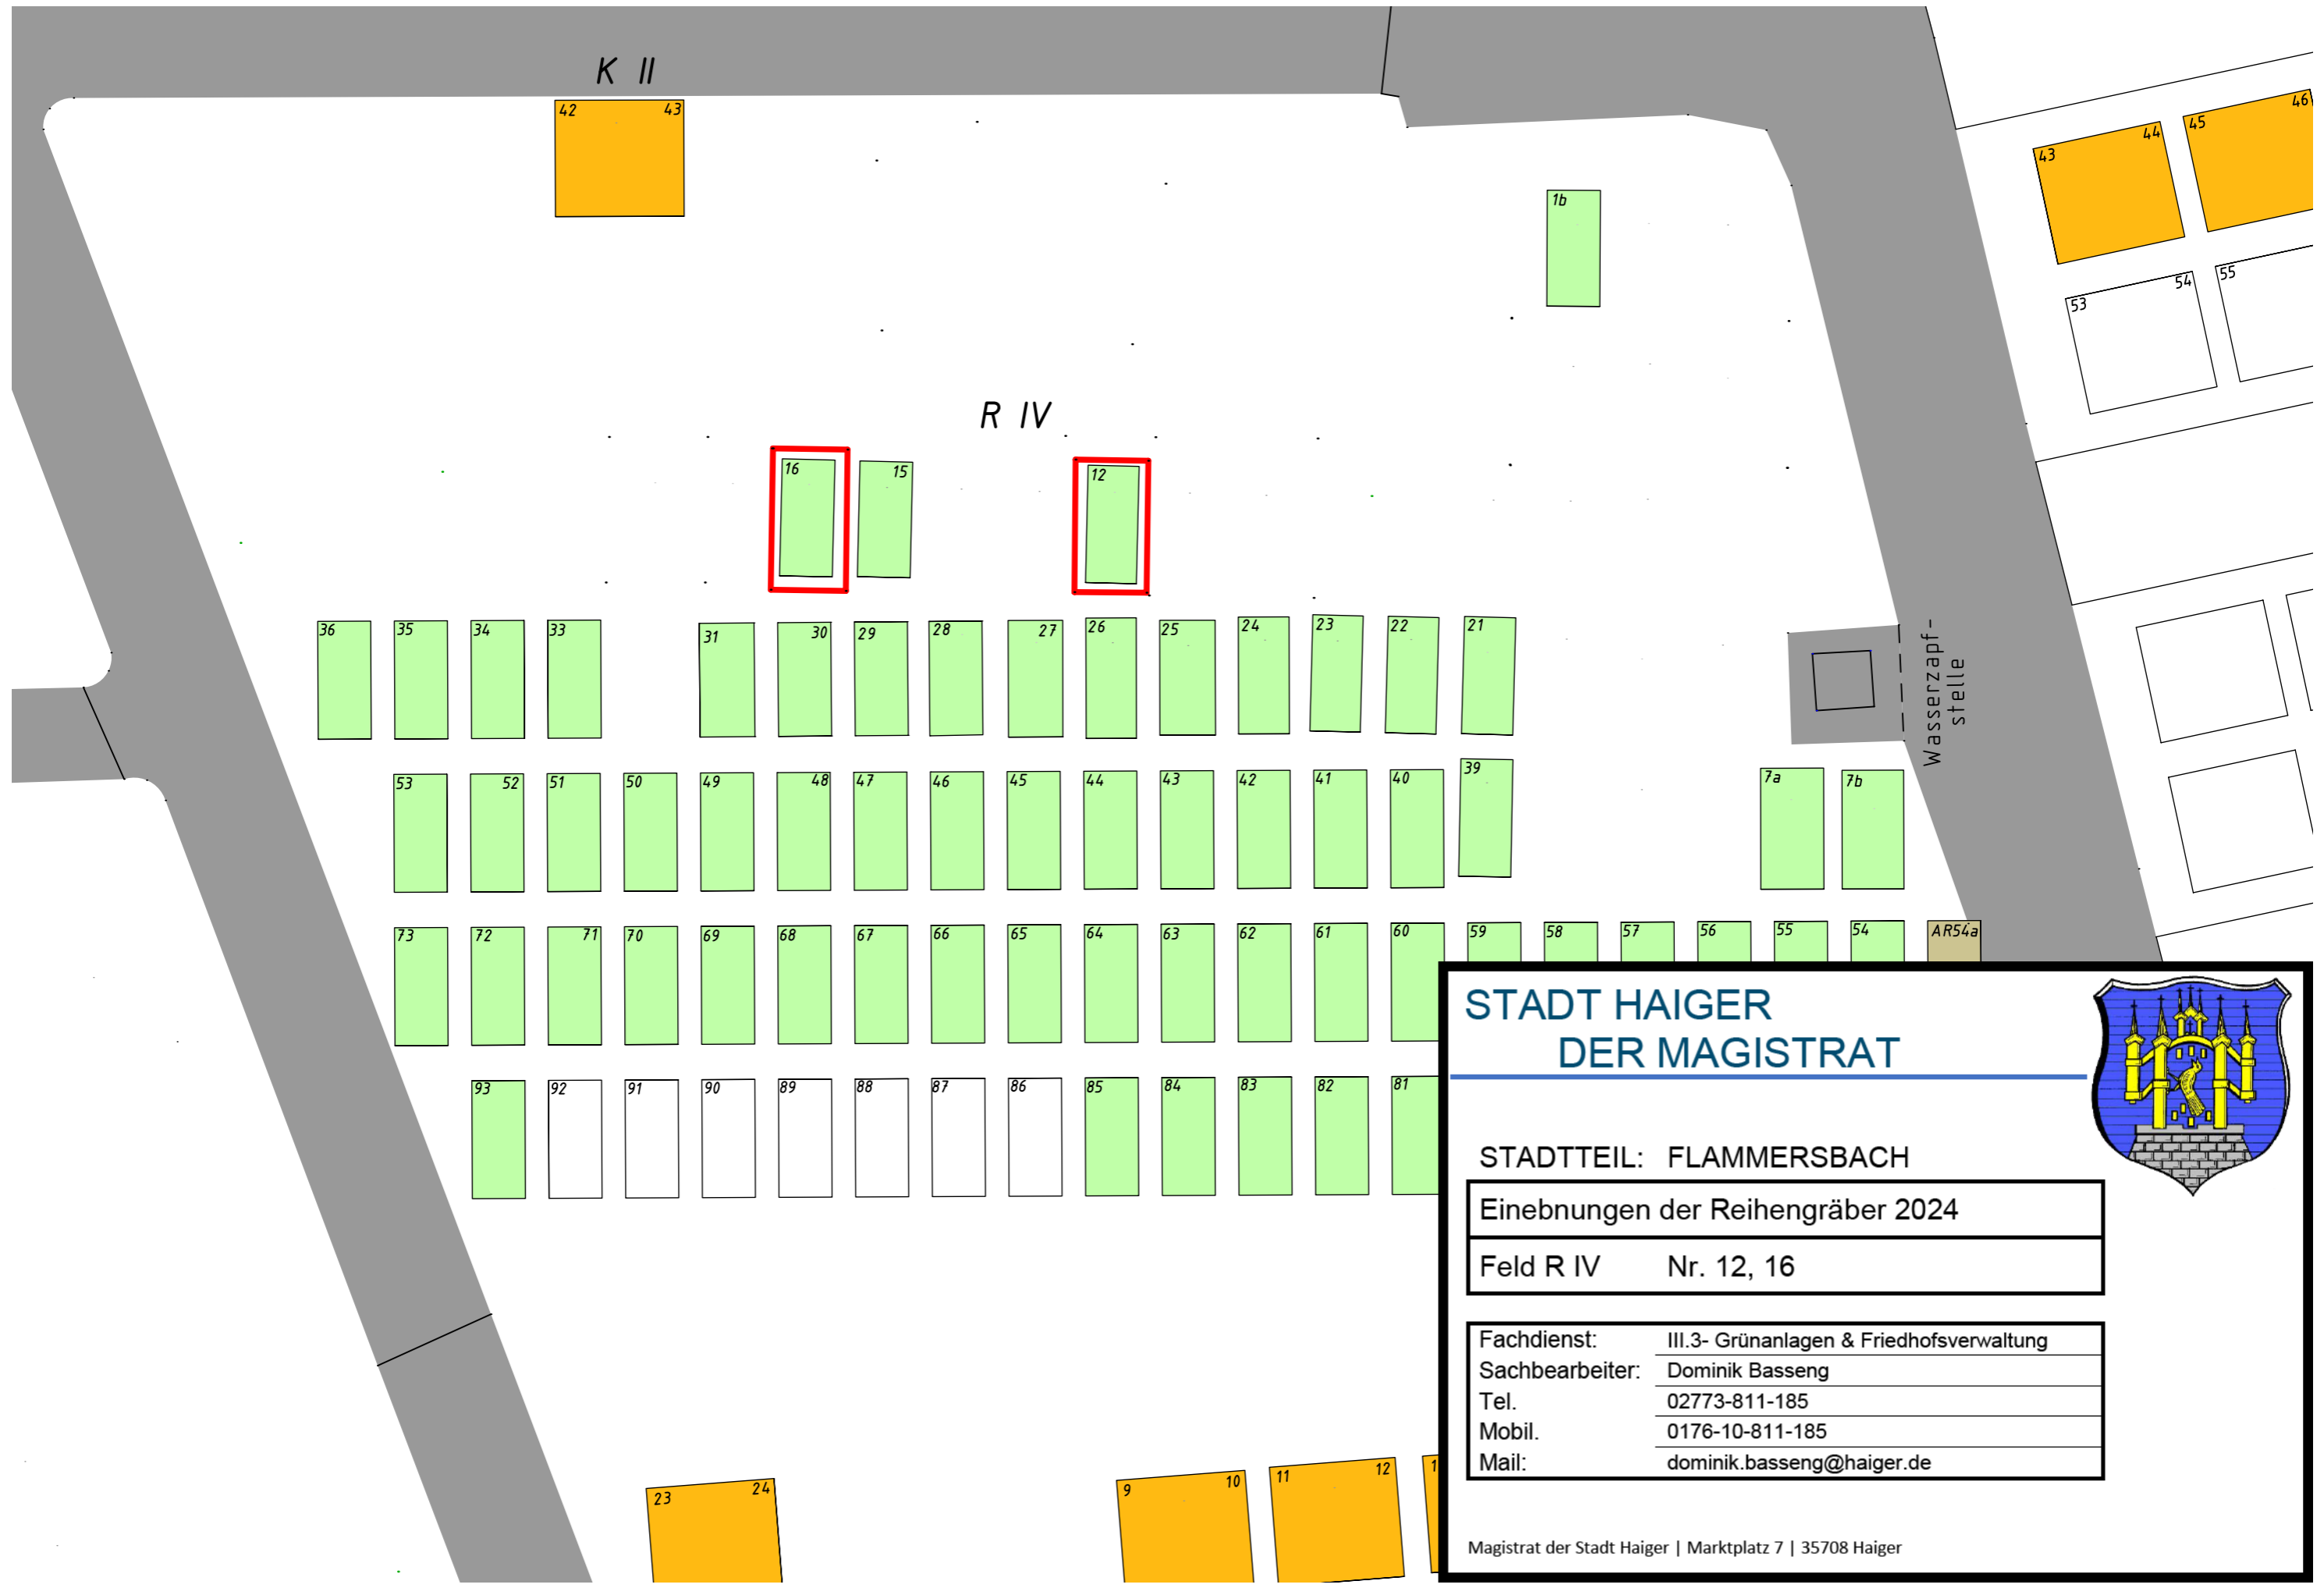 K II
42 43
46
45
44
43
1b
54
55
53
R IV
16 15 12
36 35 34 33 31 30 29 28 27 26 25 24 23 22 21
Wasserzapf-
stelle
53 52 51 50 49 48 47 46 45 44 43 42 41 40 39 7a 7b
73 72 71 70 69 68 67 66 65 64 63 62 61 60 59 58 57 56 55 54 AR54a
93 92 91 90 89 88 87 86 85 84 83 82 81
23 24 9 10 11 12
STADT HAIGER
DER MAGISTRAT
STADTTEIL: FLAMMERSBACH
Einebnungen der Reihengräber 2024
Feld R IV Nr. 12, 16
Fachdienst: III.3- Grünanlagen & Friedhofsverwaltung
Sachbearbeiter: Dominik Basseng
Tel. 02773-811-185
Mobil. 0176-10-811-185
Mail: dominik.basseng@haiger.de
Magistrat der Stadt Haiger | Marktplatz 7 | 35708 Haiger